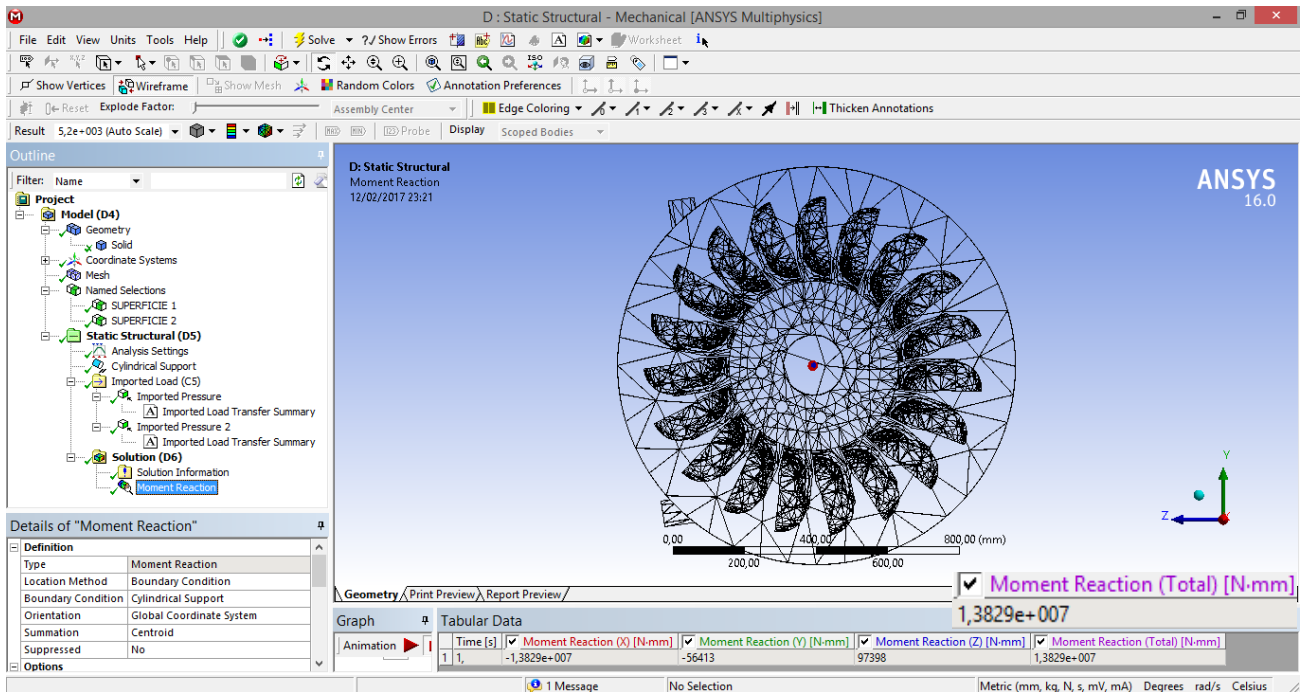 D : Static Structural - Mechanical [ANSYS Multiphysics]
File Edit View Units Tools Help Solve ?√ Show Errors Worksheet
Show Vertices Wireframe Show Mesh Random Colors Annotation Preferences
Reset Explode Factor: Assembly Center Edge Coloring Thicken Annotations
Result 5,2e+003 (Auto Scale) Probe Display Scoped Bodies
Outline
Filter: Name
Project
Model (D4)
Geometry
Solid
Coordinate Systems
Mesh
Named Selections
SUPERFICIE 1
SUPERFICIE 2
Static Structural (D5)
Analysis Settings
Cylindrical Support
Imported Load (C5)
Imported Pressure
Imported Load Transfer Summary
Imported Pressure 2
Imported Load Transfer Summary
Solution (D6)
Solution Information
Moment Reaction
Details of "Moment Reaction"
Definition
Type Moment Reaction
Location Method Boundary Condition
Boundary Condition Cylindrical Support
Orientation Global Coordinate System
Summation Centroid
Suppressed No
Options
D: Static Structural
Moment Reaction
12/02/2017 23:21
ANSYS
16.0
Y
Z
0,00 400,00 800,00 (mm)
200,00 600,00
Moment Reaction (Total) [N·mm]
1,3829e+007
Geometry Print Preview Report Preview
Graph
Animation
Tabular Data
Time [s] Moment Reaction (X) [N·mm] Moment Reaction (Y) [N·mm] Moment Reaction (Z) [N·mm] Moment Reaction (Total) [N·mm]
1 1, -1,3829e+007 -56413 97398 1,3829e+007
1 Message No Selection Metric (mm, kg, N, s, mV, mA) Degrees rad/s Celsius